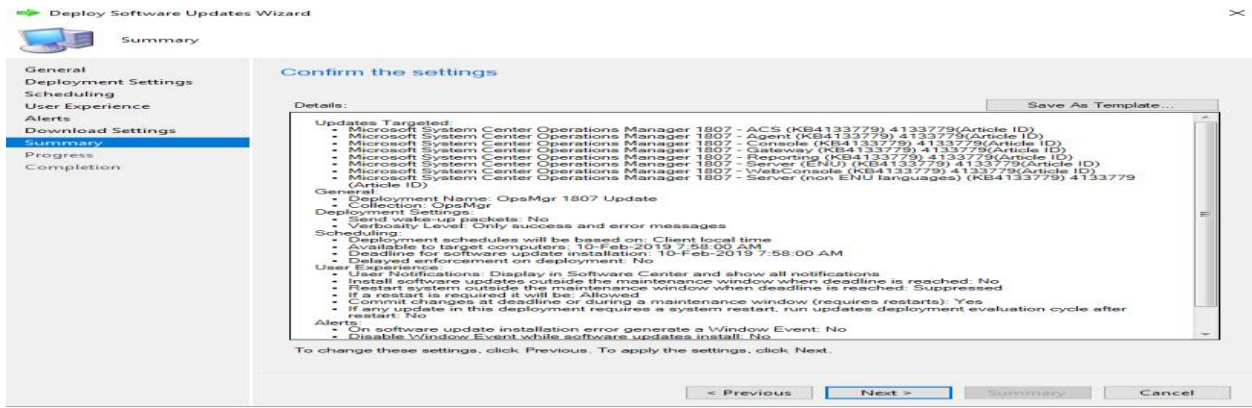 Deploy Software Updates Wizard
Summary
General
Deployment Settings
Scheduling
User Experience
Alerts
Download Settings
Summary
Progress
Completion
Confirm the settings
Details:
Save As Template...
Updates Targeted:
• Microsoft System Center Operations Manager 1807 - ACS (KB4133779) 4133779(Article ID)
• Microsoft System Center Operations Manager 1807 - Agent (KB4133779) 4133779(Article ID)
• Microsoft System Center Operations Manager 1807 - Console (KB4133779) 4133779(Article ID)
• Microsoft System Center Operations Manager 1807 - Gateway (KB4133779) 4133779(Article ID)
• Microsoft System Center Operations Manager 1807 - Reporting (KB4133779) 4133779(Article ID)
• Microsoft System Center Operations Manager 1807 - Server (ENU) (KB4133779) 4133779(Article ID)
• Microsoft System Center Operations Manager 1807 - WebConsole (KB4133779) 4133779(Article ID)
• Microsoft System Center Operations Manager 1807 - Server (non ENU languages) (KB4133779) 4133779
(Article ID)
General:
• Deployment Name: OpsMgr 1807 Update
• Collection: OpsMgr
Deployment Settings:
• Send wake-up packets: No
• Verbosity Level: Only success and error messages
Scheduling:
• Deployment schedules will be based on: Client local time
• Available to target computers: 10-Feb-2019 7:58:00 AM
• Deadline for software update installation: 10-Feb-2019 7:58:00 AM
• Delayed enforcement on deployment: No
User Experience:
• User Notifications: Display in Software Center and show all notifications
• Install software updates outside the maintenance window when deadline is reached: No
• Restart system outside the maintenance window when deadline is reached: Suppressed
• If a restart is required it will be: Allowed
• Commit changes at deadline or during a maintenance window (requires restarts): Yes
• If any update in this deployment requires a system restart, run updates deployment evaluation cycle after
restart: No
Alerts:
• On software update installation error generate a Window Event: No
• Disable Window Event while software updates install: No
To change these settings, click Previous. To apply the settings, click Next.
< Previous
Next >
Summary
Cancel